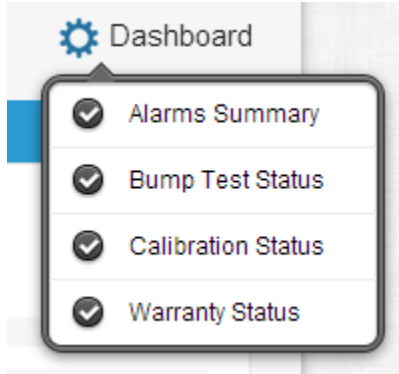 Dashboard
Alarms Summary
Bump Test Status
Calibration Status
Warranty Status